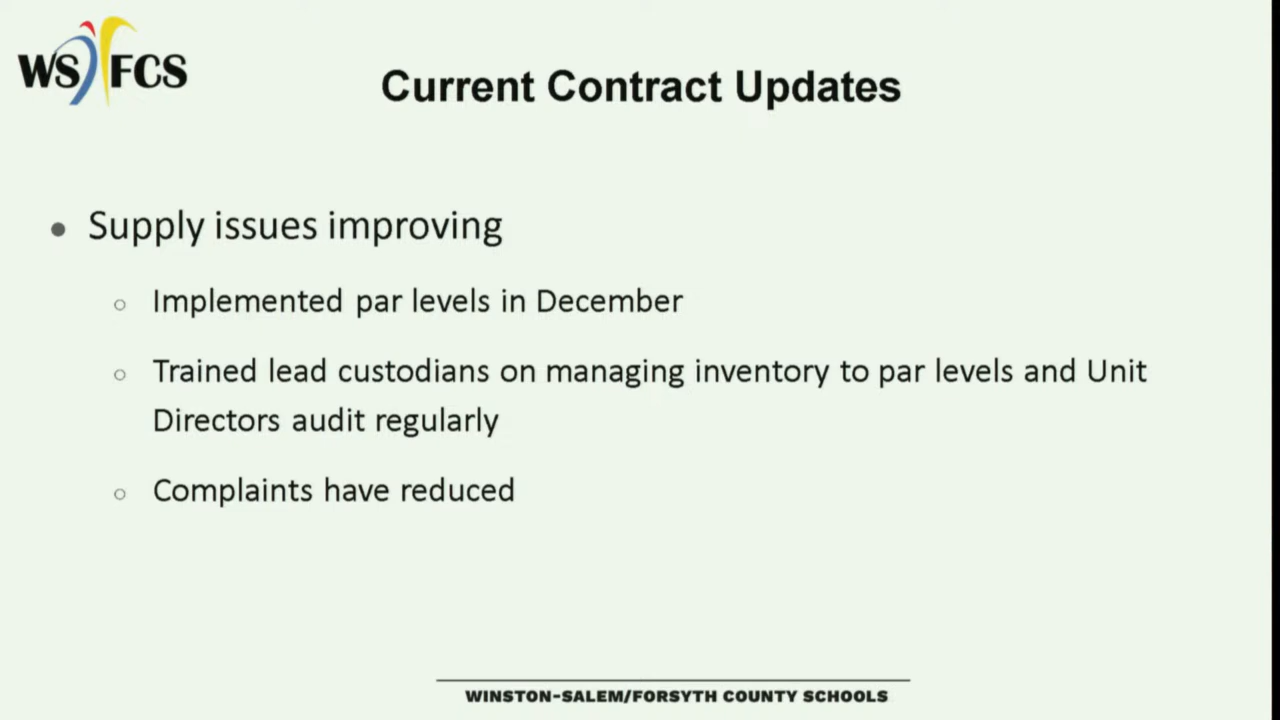 WS FCS
Current Contract Updates
Supply issues improving
Implemented par levels in December
Trained lead custodians on managing inventory to par levels and Unit
Directors audit regularly
Complaints have reduced
WINSTON-SALEM/FORSYTH COUNTY SCHOOLS